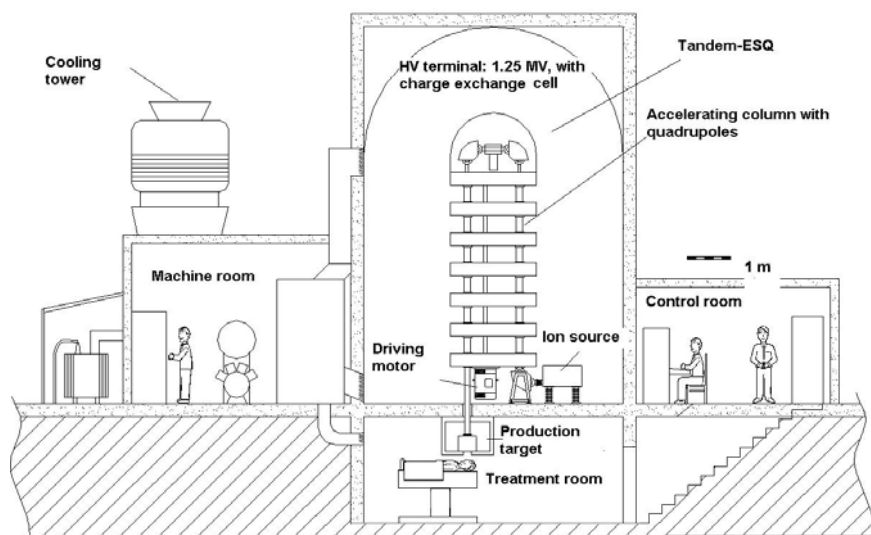 Cooling
tower
HV terminal: 1.25 MV, with
charge exchange cell
Tandem-ESQ
Accelerating column with
quadrupoles
Machine room
1 m
Control room
Ion source
Driving
motor
Production
target
Treatment room